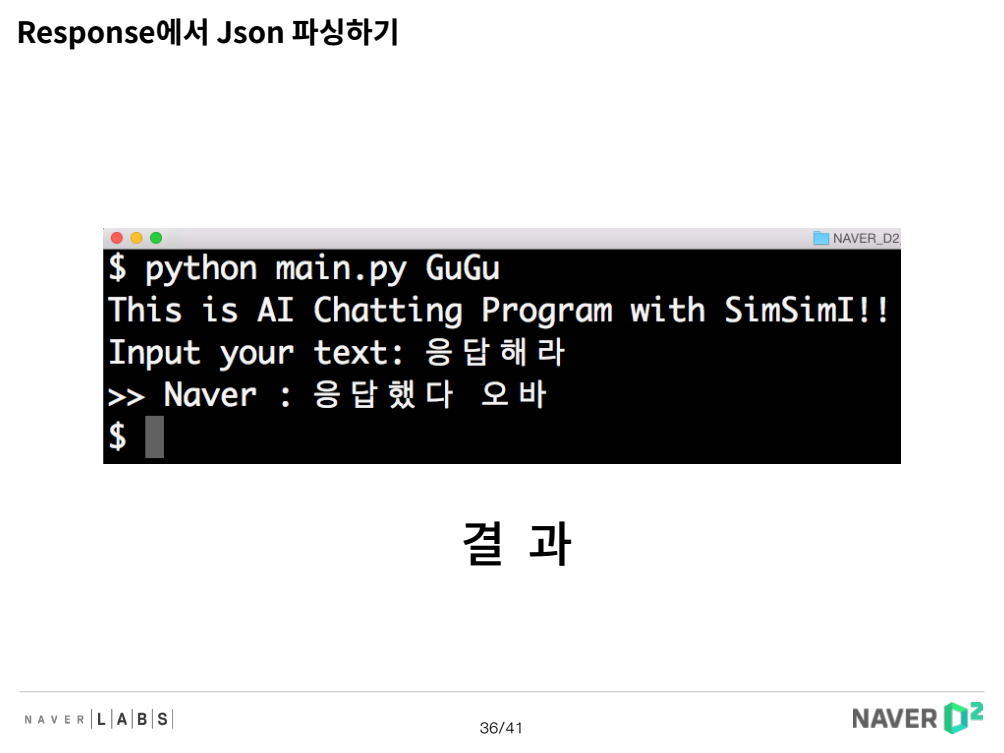 Response에서 Json 파싱하기
NAVER_D2
$ python main.py GuGu
This is AI Chatting Program with SimSimI!!
Input your text: 응답해라
>> Naver : 응답했다 오바
$
결 과
NAVER LABS
36/41
NAVER D2